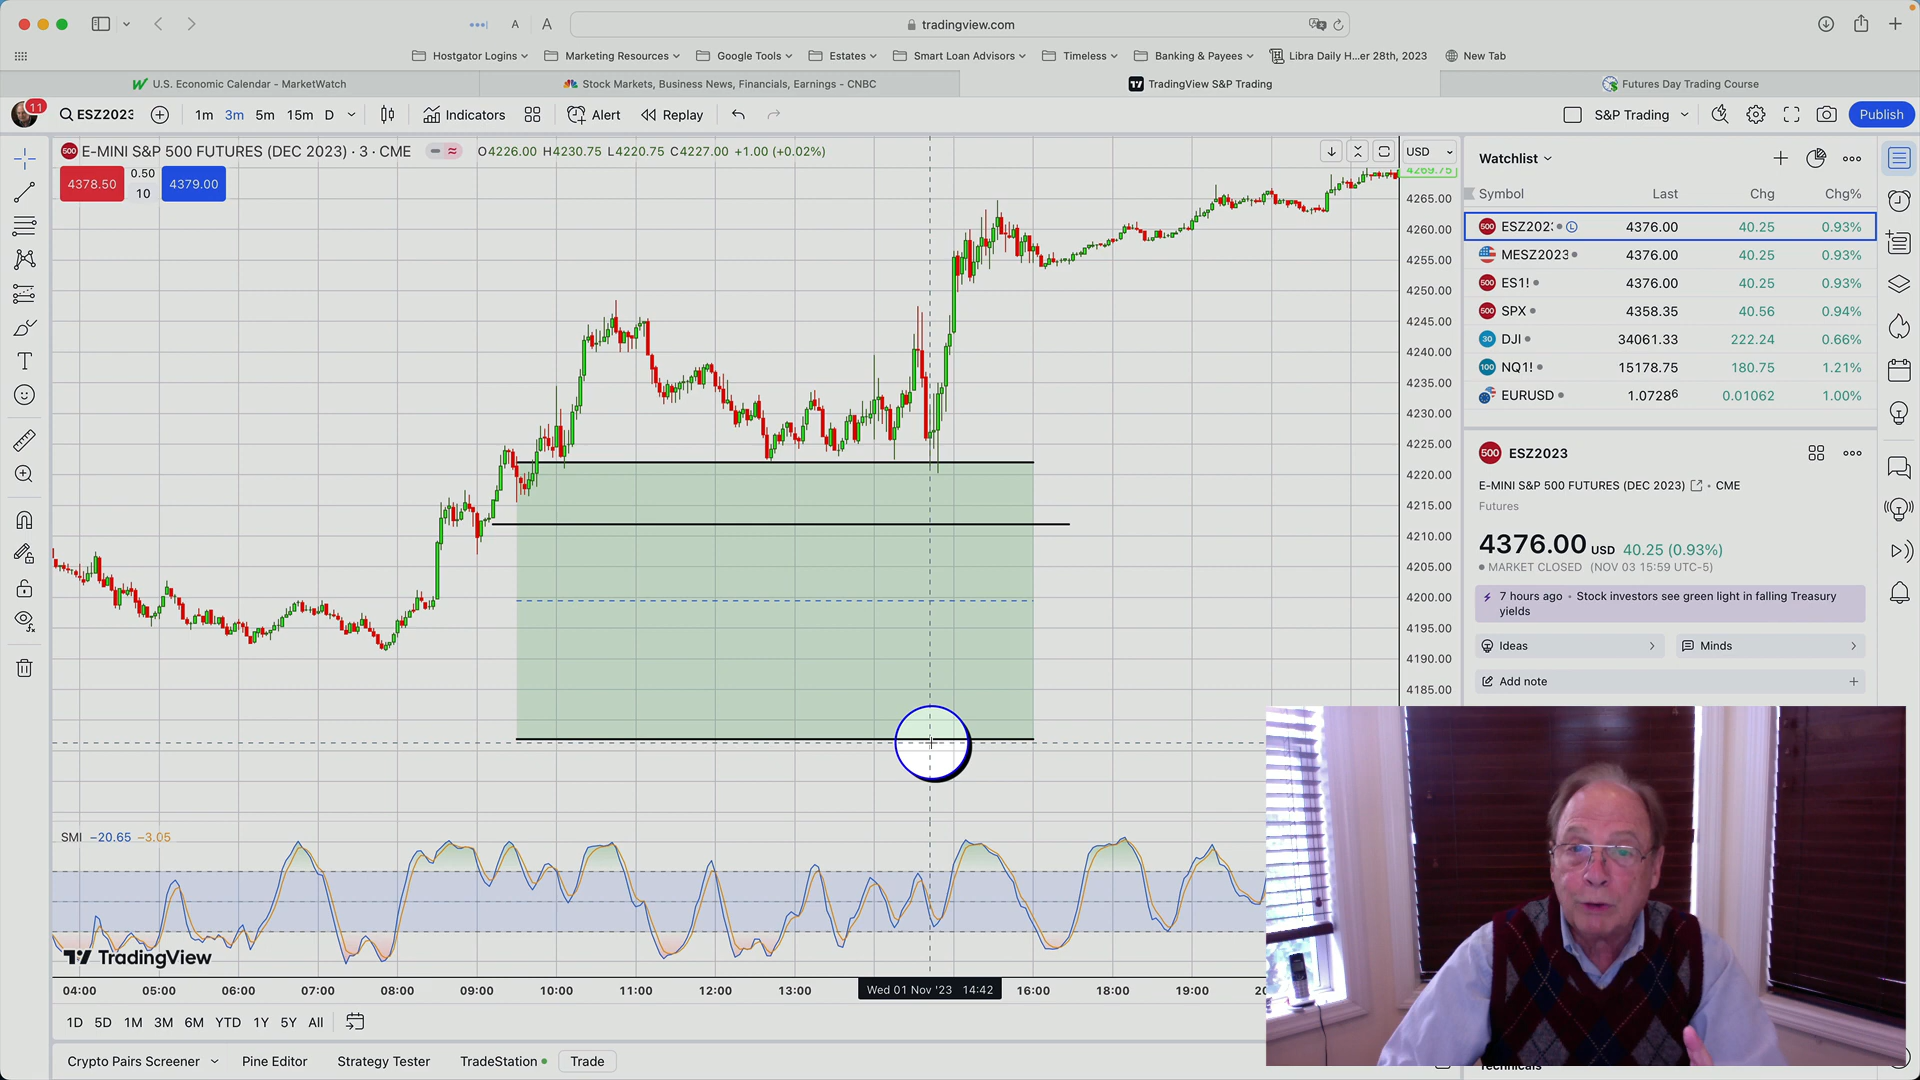 tradingview.com
A A
Hostgator Logins Marketing Resources Google Tools Estates Smart Loan Advisors Timeless Banking & Payees Libra Daily H...er 28th, 2023 New Tab
U.S. Economic Calendar - MarketWatch Stock Markets, Business News, Financials, Earnings - CNBC TradingView S&P Trading Futures Day Trading Course
11 ESZ2023 1m 3m 5m 15m D Indicators Alert Replay S&P Trading Publish
500 E-MINI S&P 500 FUTURES (DEC 2023) · 3 · CME O4226.00 H4230.75 L4220.75 C4227.00 +1.00 (+0.02%) USD
4378.50 0.50 4379.00
10
4269.75
4265.00
4260.00
4255.00
4250.00
4245.00
4240.00
4235.00
4230.00
4225.00
4220.00
4215.00
4210.00
4205.00
4200.00
4195.00
4190.00
4185.00
SMI −20.65 −3.05
TradingView
04:00 05:00 06:00 07:00 08:00 09:00 10:00 11:00 12:00 13:00 Wed 01 Nov '23 14:42 16:00 18:00 19:00
1D 5D 1M 3M 6M YTD 1Y 5Y All
Crypto Pairs Screener Pine Editor Strategy Tester TradeStation Trade
Watchlist
Symbol Last Chg Chg%
500 ESZ202 L 4376.00 40.25 0.93%
MESZ2023 4376.00 40.25 0.93%
500 ES1! 4376.00 40.25 0.93%
500 SPX 4358.35 40.56 0.94%
30 DJI 34061.33 222.24 0.66%
100 NQ1! 15178.75 180.75 1.21%
EURUSD 1.07286 0.01062 1.00%
500 ESZ2023
E-MINI S&P 500 FUTURES (DEC 2023) · CME
Futures
4376.00 USD 40.25 (0.93%)
MARKET CLOSED (NOV 03 15:59 UTC-5)
7 hours ago · Stock investors see green light in falling Treasury
yields
Ideas Minds
Add note